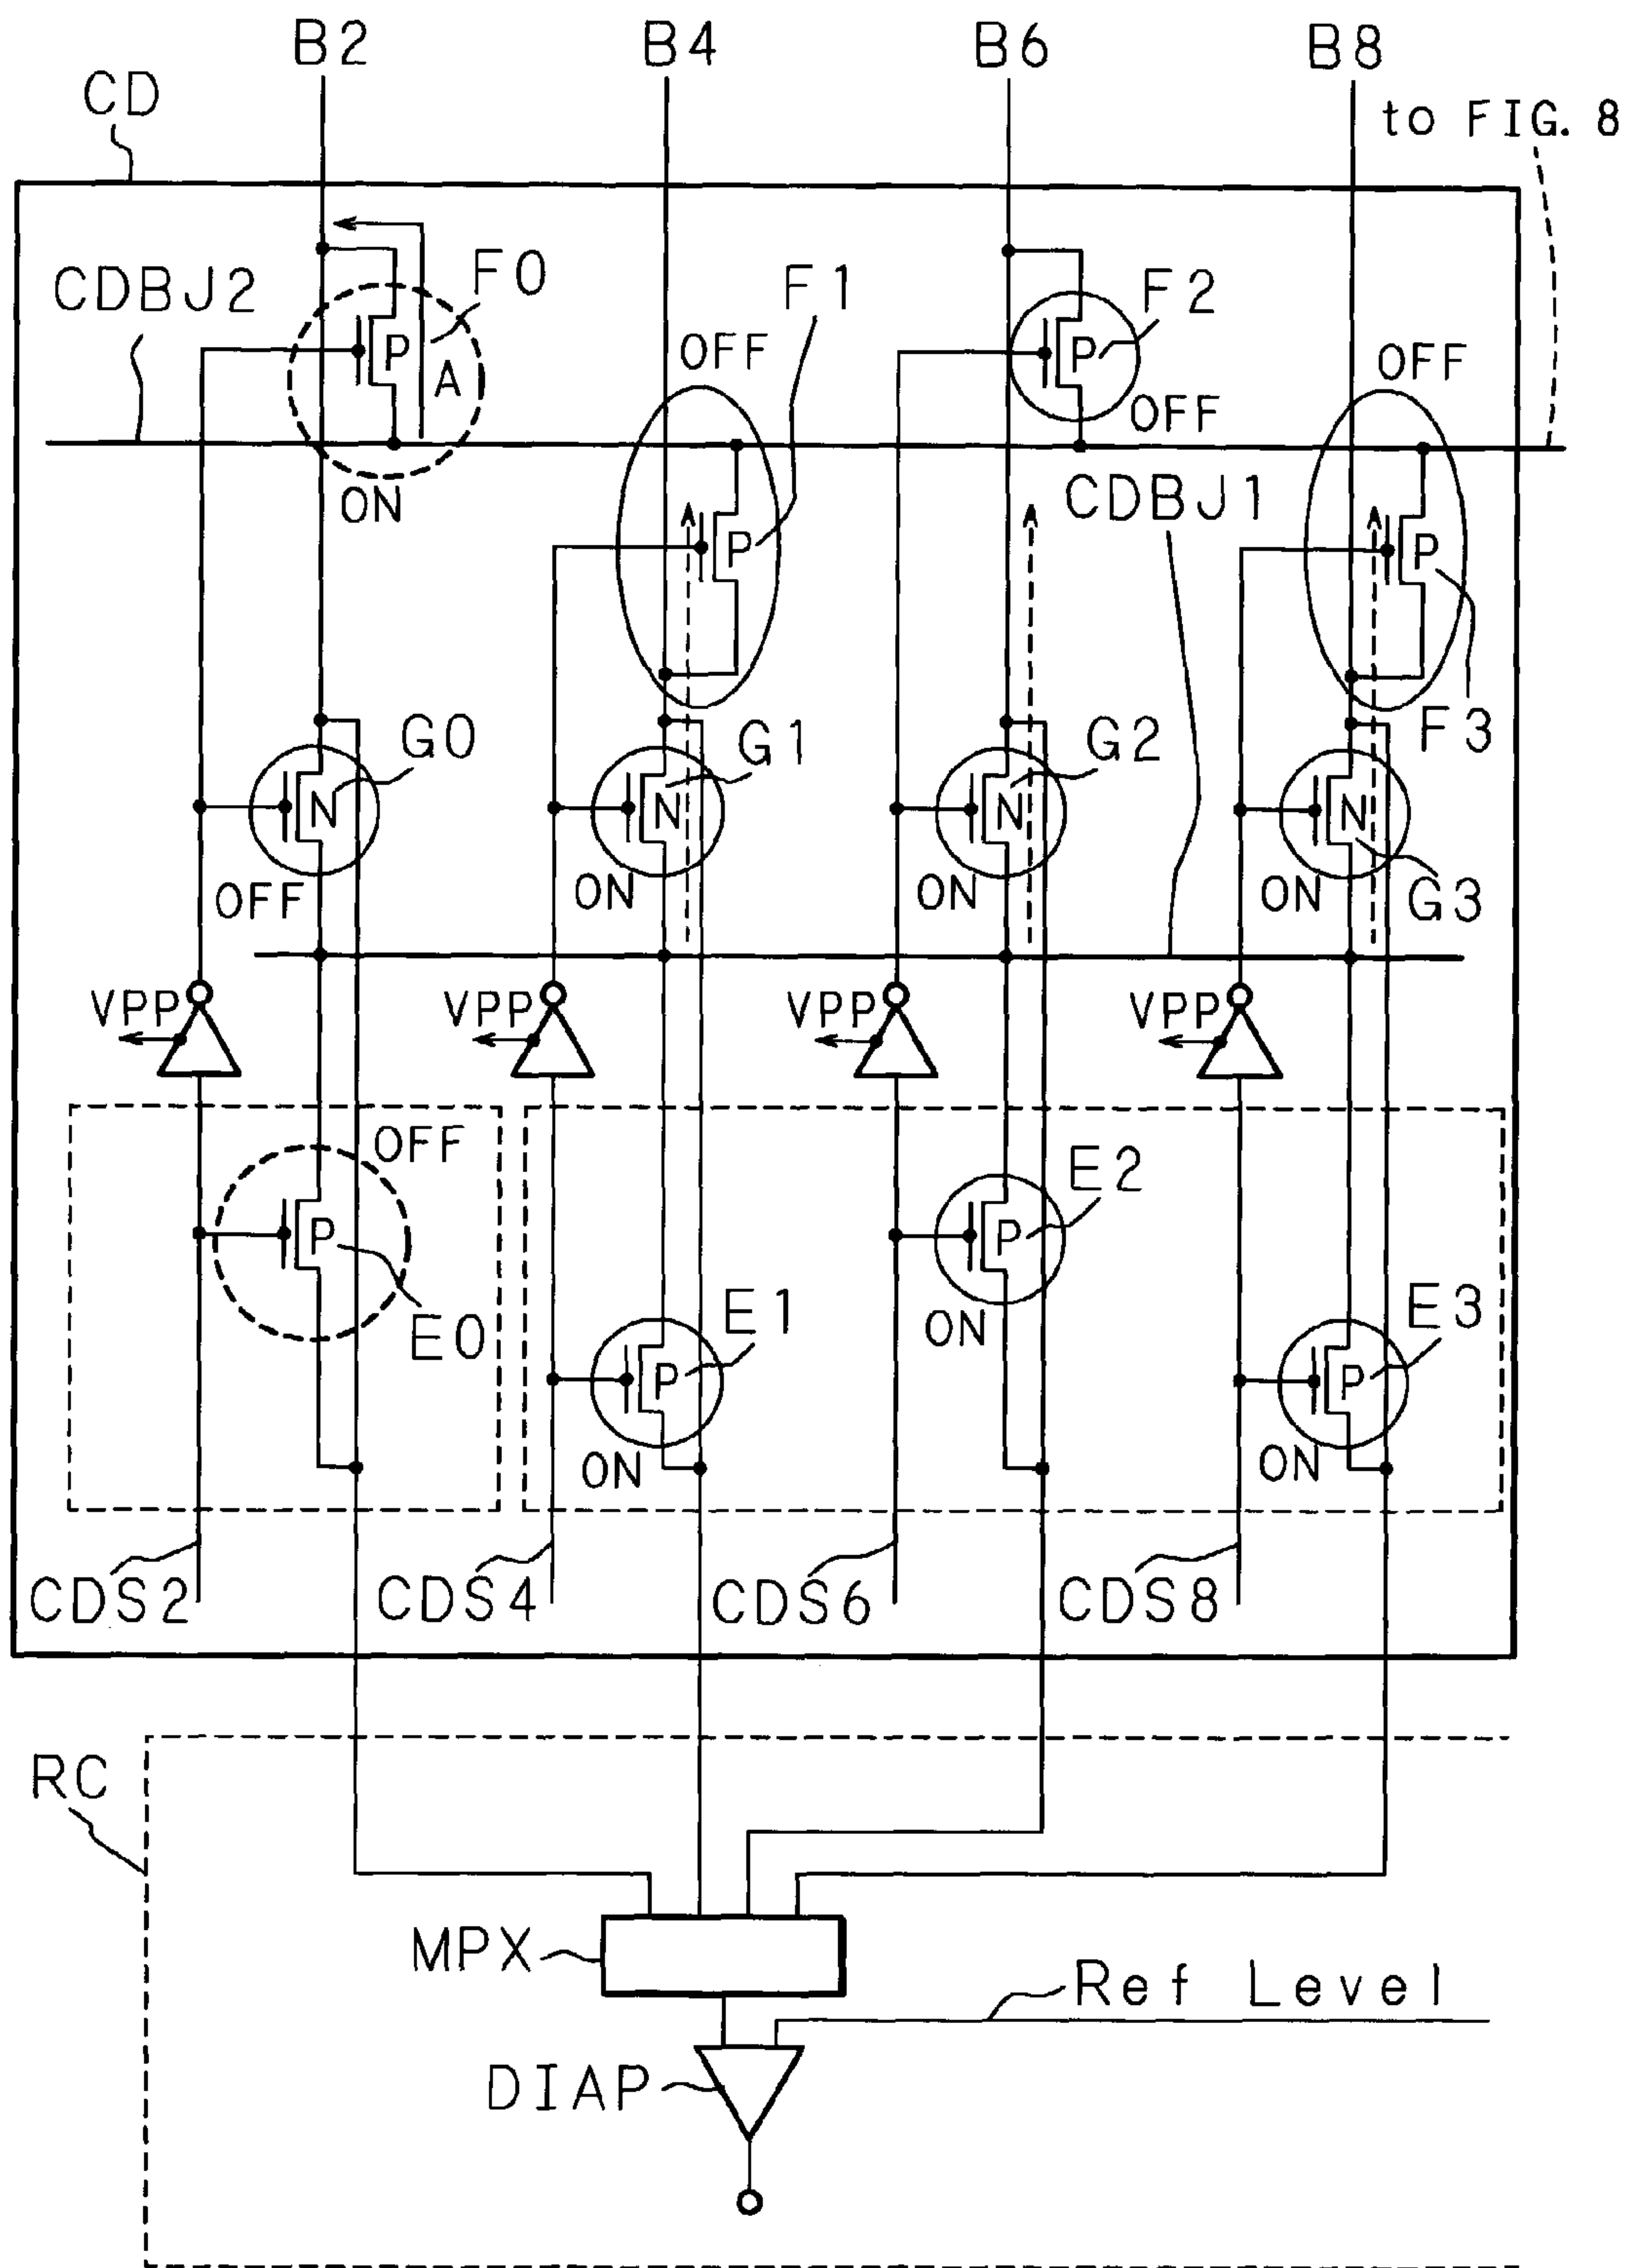 B2 B4 B6 B8
CD
to FIG. 8
CDBJ2
F0
F1
F2
P
A
OFF
P
OFF
OFF
ON
CDBJ1
P
P
F3
G0
G1
G2
N
N
N
N
OFF
ON
ON
ON
G3
VPP
VPP
VPP
VPP
OFF
P
E0
E2
P
ON
E1
P
ON
E3
P
ON
CDS2
CDS4
CDS6
CDS8
RC
MPX
Ref Level
DIAP